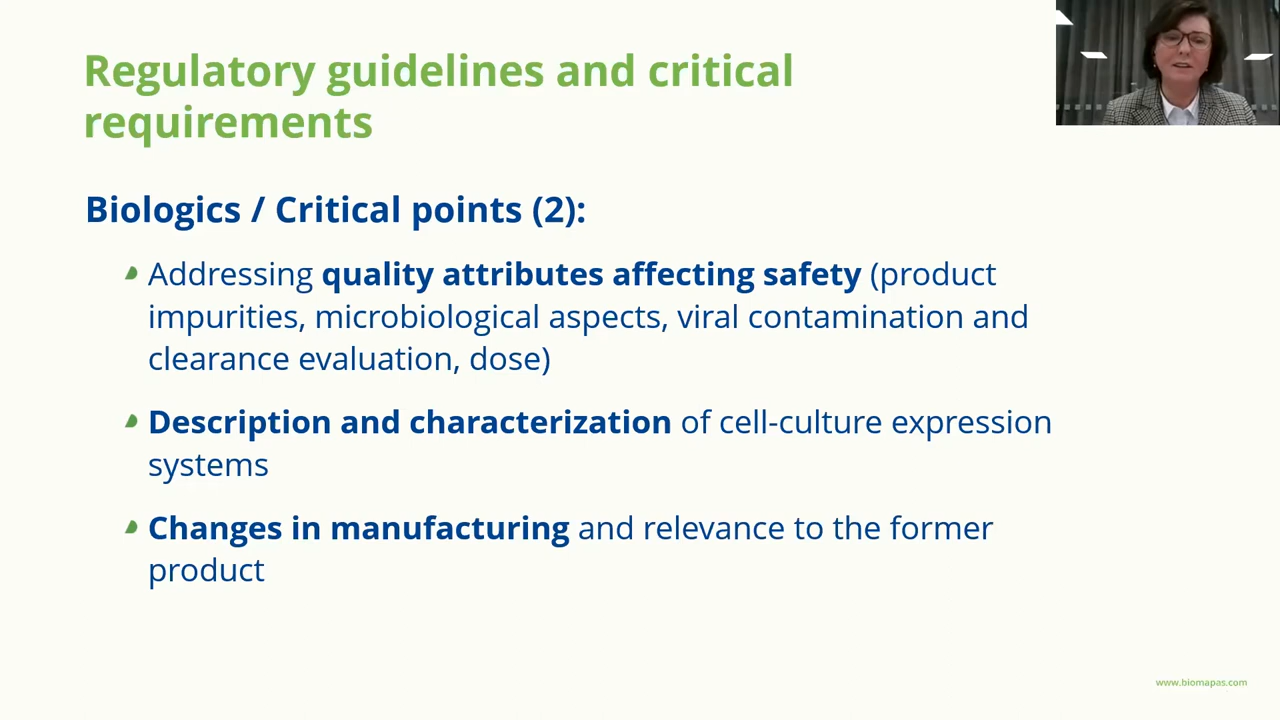 Regulatory guidelines and critical
requirements
Biologics / Critical points (2):
Addressing quality attributes affecting safety (product
impurities, microbiological aspects, viral contamination and
clearance evaluation, dose)
Description and characterization of cell-culture expression
systems
Changes in manufacturing and relevance to the former
product
www.biomapas.com